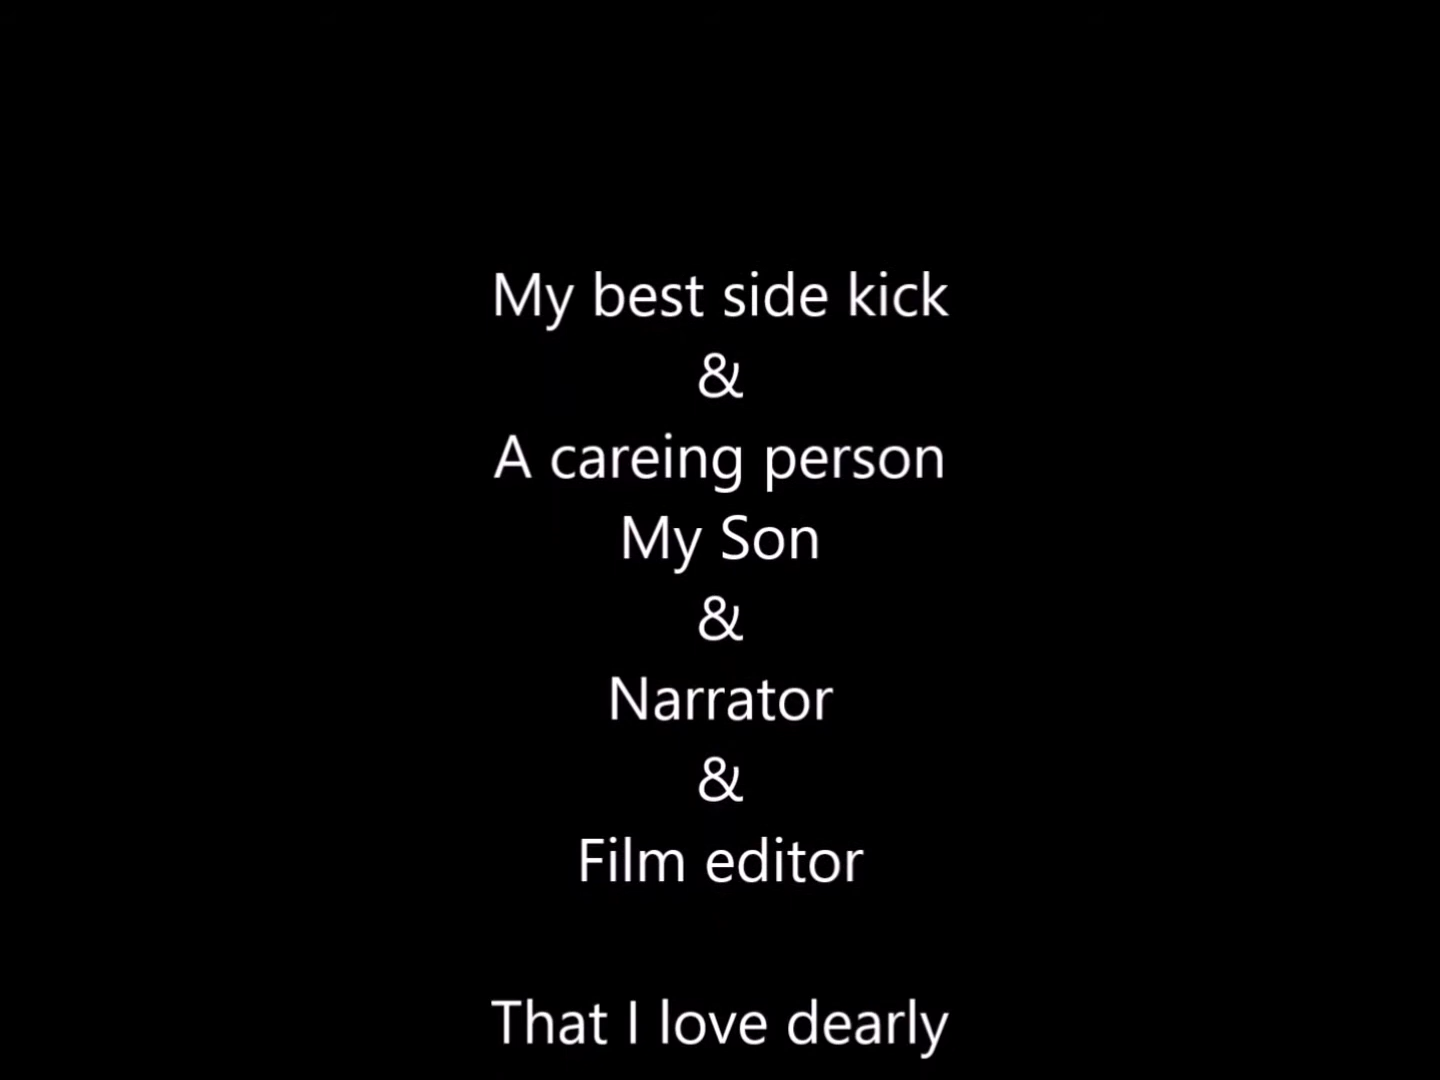 My best side kick
&
A careing person
My Son
&
Narrator
&
Film editor
That I love dearly